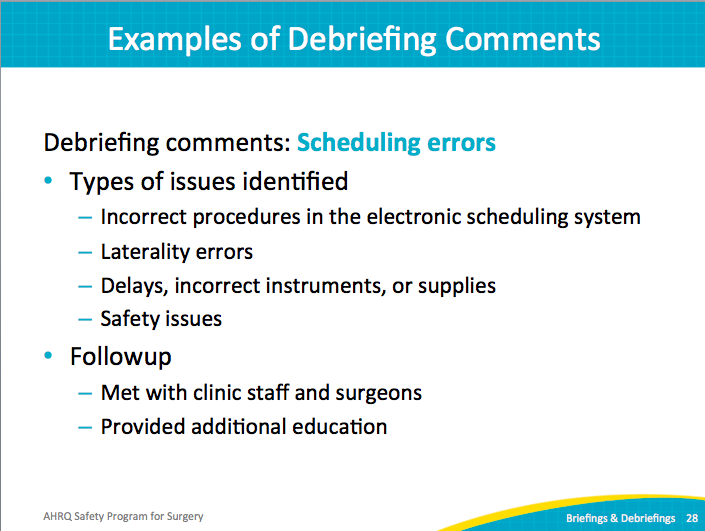 Examples of Debriefing Comments
Debriefing comments: Scheduling errors
• Types of issues identified
– Incorrect procedures in the electronic scheduling system
– Laterality errors
– Delays, incorrect instruments, or supplies
– Safety issues
• Followup
– Met with clinic staff and surgeons
– Provided additional education
AHRQ Safety Program for Surgery
Briefings & Debriefings 28